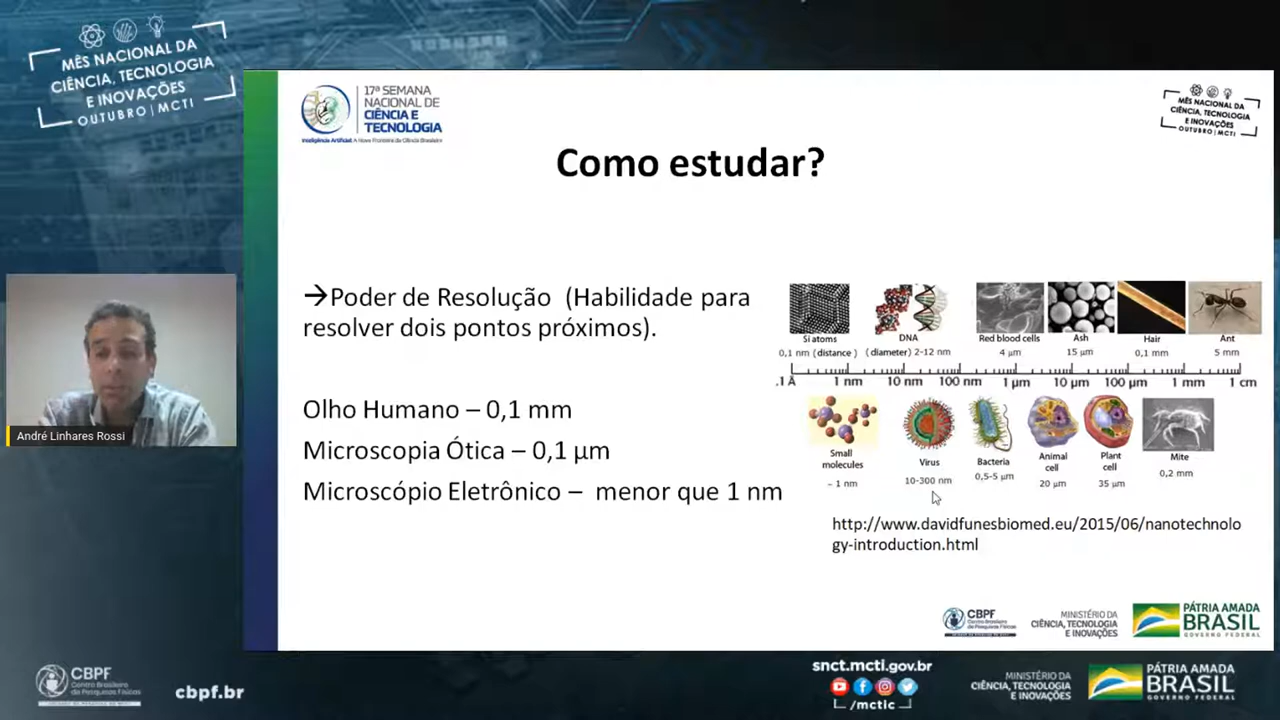 MÊS NACIONAL DA
CIÊNCIA, TECNOLOGIA
E INOVAÇÕES
OUTUBRO | MCTI
17ª SEMANA
NACIONAL DE
CIÊNCIA E
TECNOLOGIA
Inteligência Artificial: A Nova Fronteira da Ciência Brasileira
MÊS NACIONAL DA
CIÊNCIA, TECNOLOGIA
E INOVAÇÕES
OUTUBRO | MCTI
Como estudar?
→Poder de Resolução (Habilidade para
resolver dois pontos próximos).
Olho Humano – 0,1 mm
Microscopia Ótica – 0,1 µm
Microscópio Eletrônico – menor que 1 nm
Si atoms
0,1 nm (distance)
DNA
(diameter) 2-12 nm
Red blood cells
4 µm
Ash
15 µm
Hair
0,1 mm
Ant
5 mm
.1 Å 1 nm 10 nm 100 nm 1 µm 10 µm 100 µm 1 mm 1 cm
Small
molecules
~ 1 nm
Virus
10-300 nm
Bacteria
0,5-5 µm
Animal
cell
20 µm
Plant
cell
35 µm
Mite
0,2 mm
http://www.davidfunesbiomed.eu/2015/06/nanotechnolo
gy-introduction.html
André Linhares Rossi
CBPF
Centro Brasileiro
de Pesquisas Físicas
MINISTÉRIO DA
CIÊNCIA, TECNOLOGIA
E INOVAÇÕES
PÁTRIA AMADA
BRASIL
GOVERNO FEDERAL
CBPF
Centro Brasileiro
de Pesquisas Físicas
cbpf.br
snct.mcti.gov.br
/mctic
MINISTÉRIO DA
CIÊNCIA, TECNOLOGIA
E INOVAÇÕES
PÁTRIA AMADA
BRASIL
GOVERNO FEDERAL